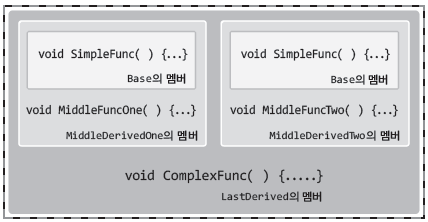 void SimpleFunc( ) {...} void SimpleFunc( ) {...}
Base의 멤버 Base의 멤버
void MiddleFuncOne( ) {...} void MiddleFuncTwo( ) {...}
MiddleDerivedOne의 멤버 MiddleDerivedTwo의 멤버
void ComplexFunc( ) {.....}
LastDerived의 멤버